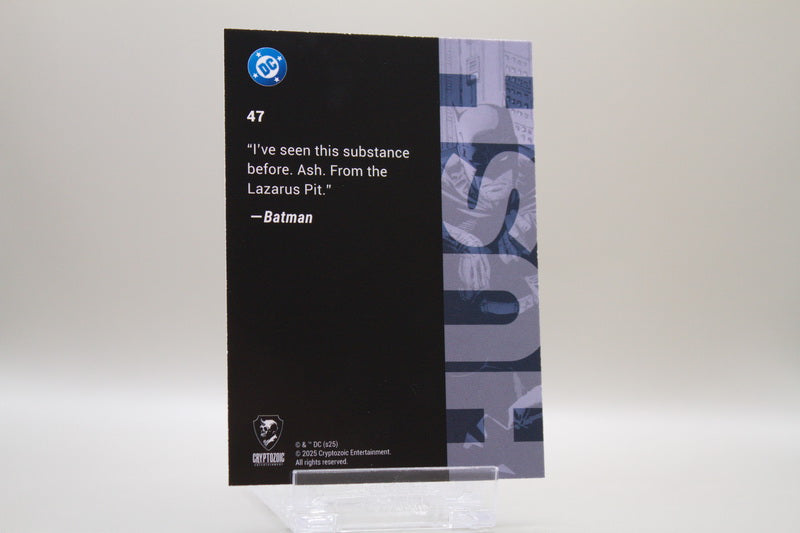 DC
47
“I've seen this substance
before. Ash. From the
Lazarus Pit.”
—Batman
HUSH
CRYPTOZOIC
ENTERTAINMENT
© & ™ DC (s25)
© 2025 Cryptozoic Entertainment.
All rights reserved.